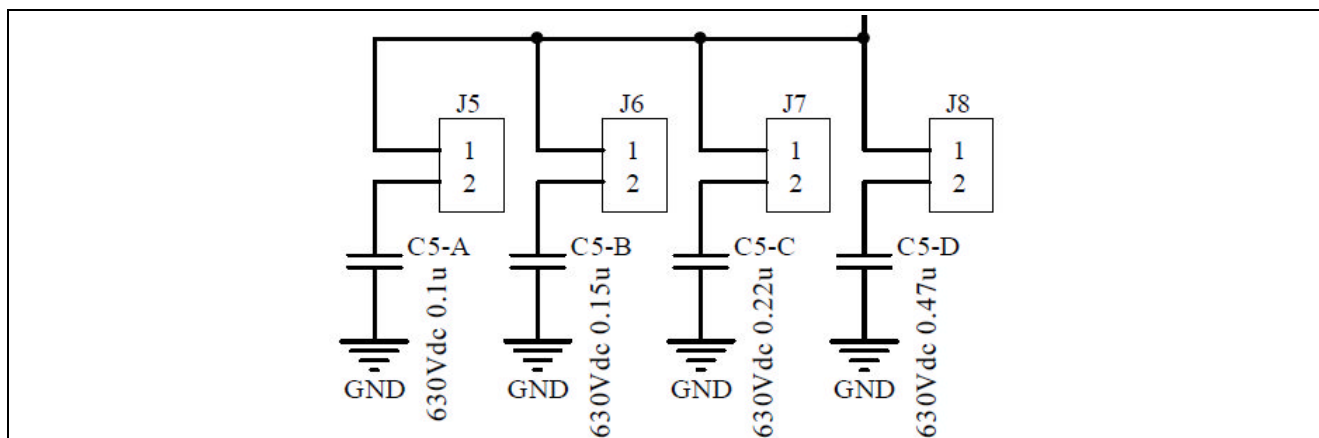 J5 J6 J7 J8
1 1 1 1
2 2 2 2
C5-A C5-B C5-C C5-D
630Vdc 0.1u
630Vdc 0.15u
630Vdc 0.22u
630Vdc 0.47u
GND GND GND GND